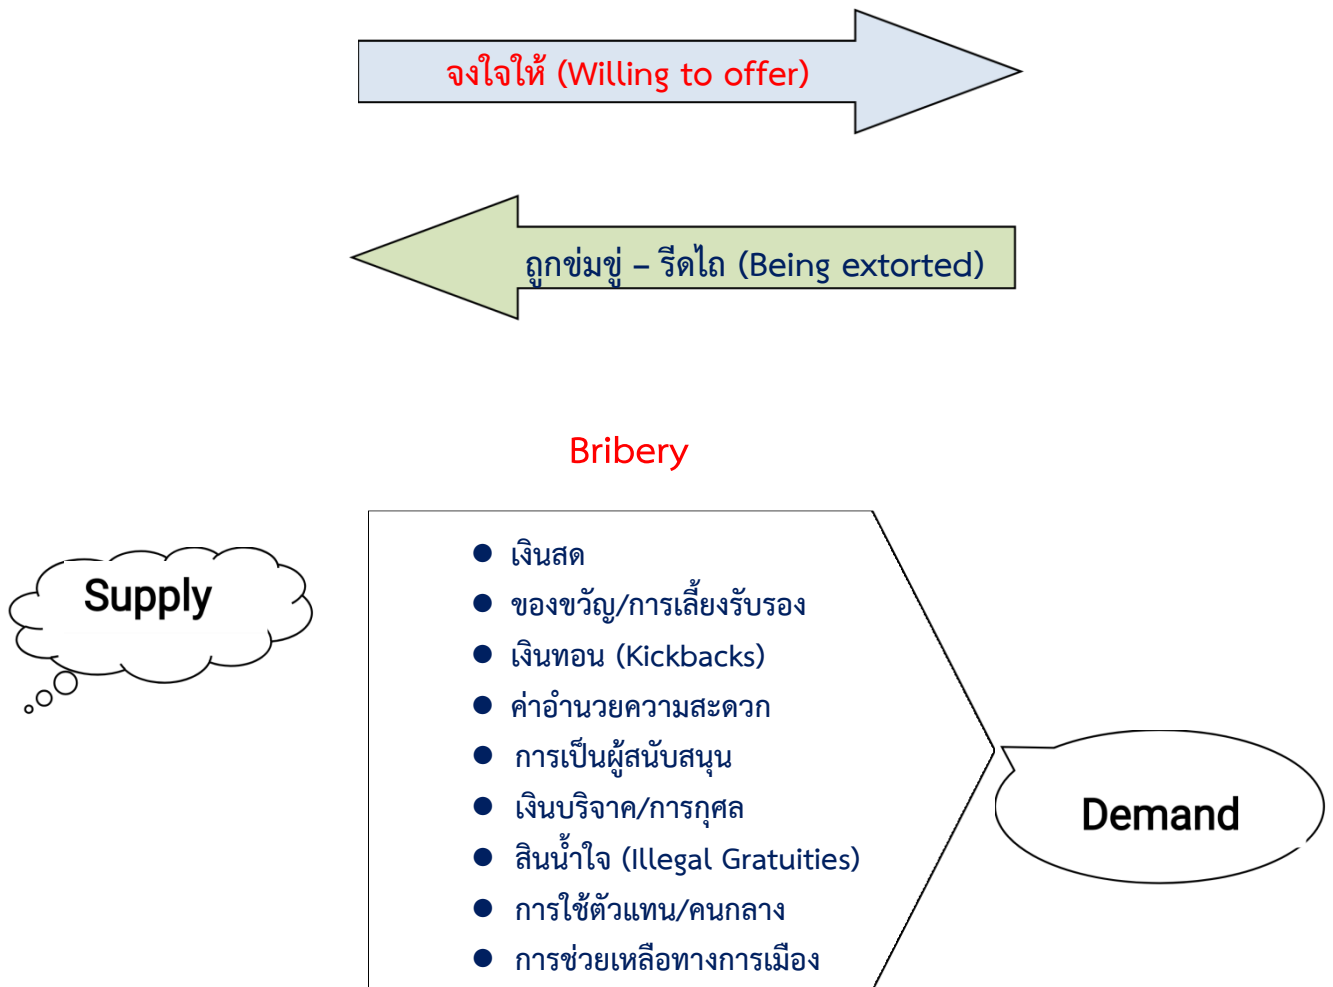 จงใจให้ (Willing to offer)
ถูกข่มขู่ – รีดไถ (Being extorted)
Bribery
Supply
● เงินสด
● ของขวัญ/การเลี้ยงรับรอง
● เงินทอน (Kickbacks)
● ค่าอำนวยความสะดวก
● การเป็นผู้สนับสนุน
● เงินบริจาค/การกุศล
● สินน้ำใจ (Illegal Gratuities)
● การใช้ตัวแทน/คนกลาง
● การช่วยเหลือทางการเมือง
Demand